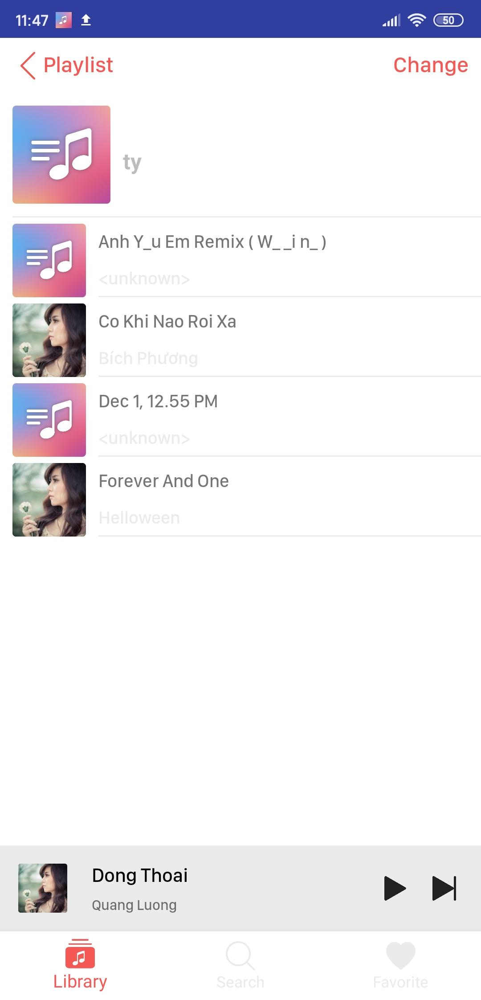 11:47
50
Playlist
Change
ty
Anh Y_u Em Remix ( W_ _i n_ )
<unknown>
Co Khi Nao Roi Xa
Bích Phương
Dec 1, 12.55 PM
<unknown>
Forever And One
Helloween
Dong Thoai
Quang Luong
Library
Search
Favorite